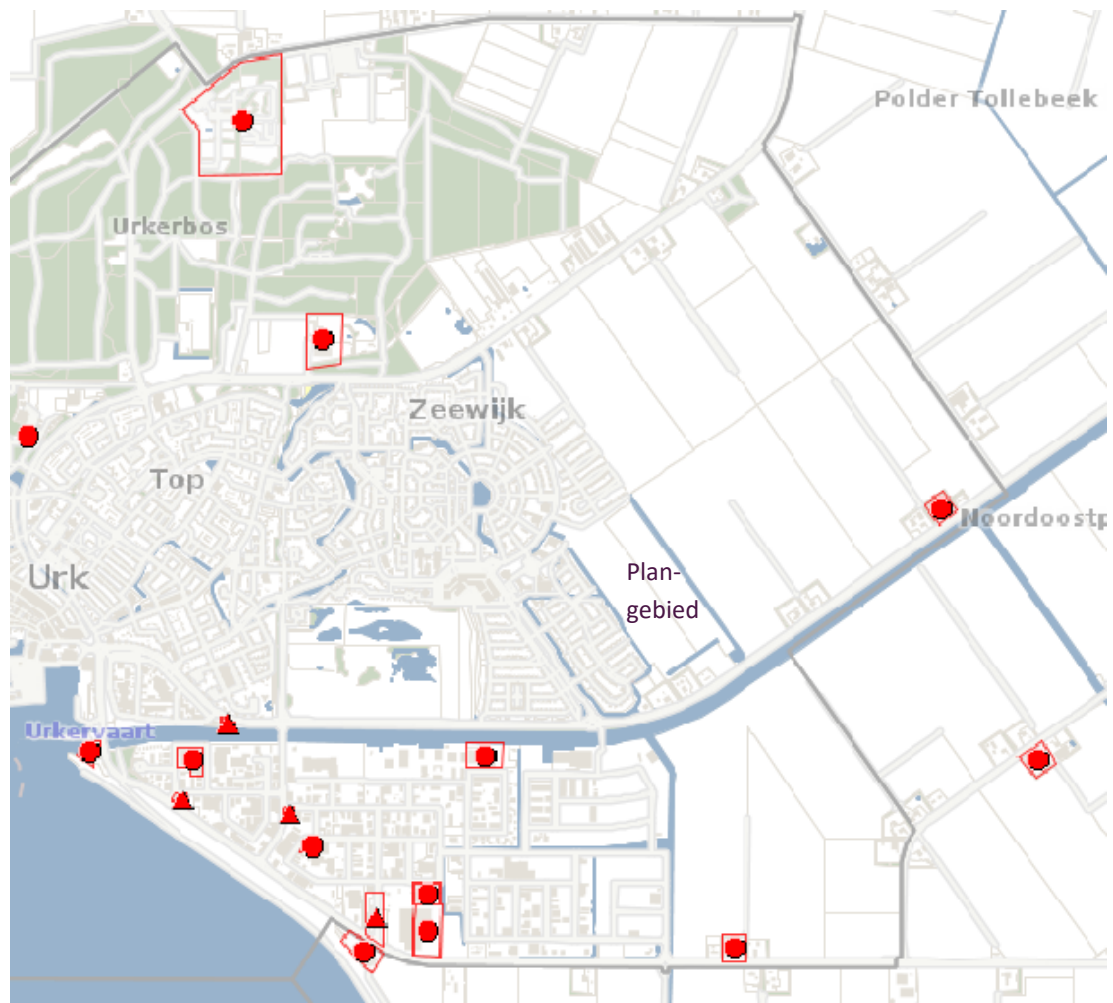 Polder Tollebeek
Urkerbos
Zeewijk
Top
Noordoostp
Plan-
gebied
Urk
Urkervaart